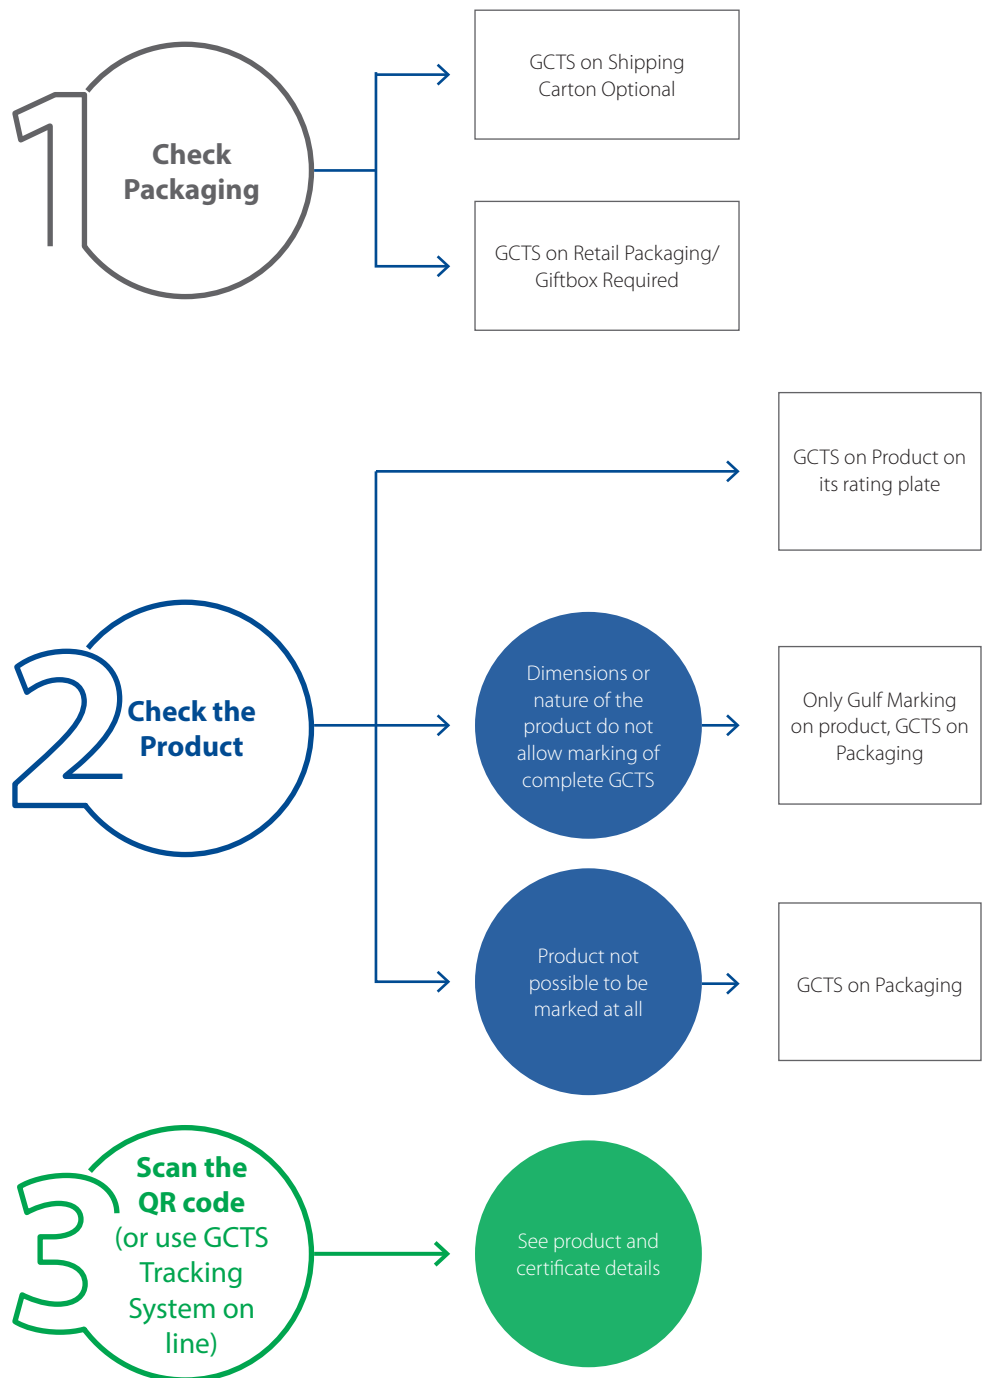 1
Check
Packaging
GCTS on Shipping
Carton Optional
GCTS on Retail Packaging/
Giftbox Required
2
Check the
Product
GCTS on Product on
its rating plate
Dimensions or
nature of the
product do not
allow marking of
complete GCTS
Only Gulf Marking
on product, GCTS on
Packaging
Product not
possible to be
marked at all
GCTS on Packaging
3
Scan the
QR code
(or use GCTS
Tracking
System on
line)
See product and
certificate details